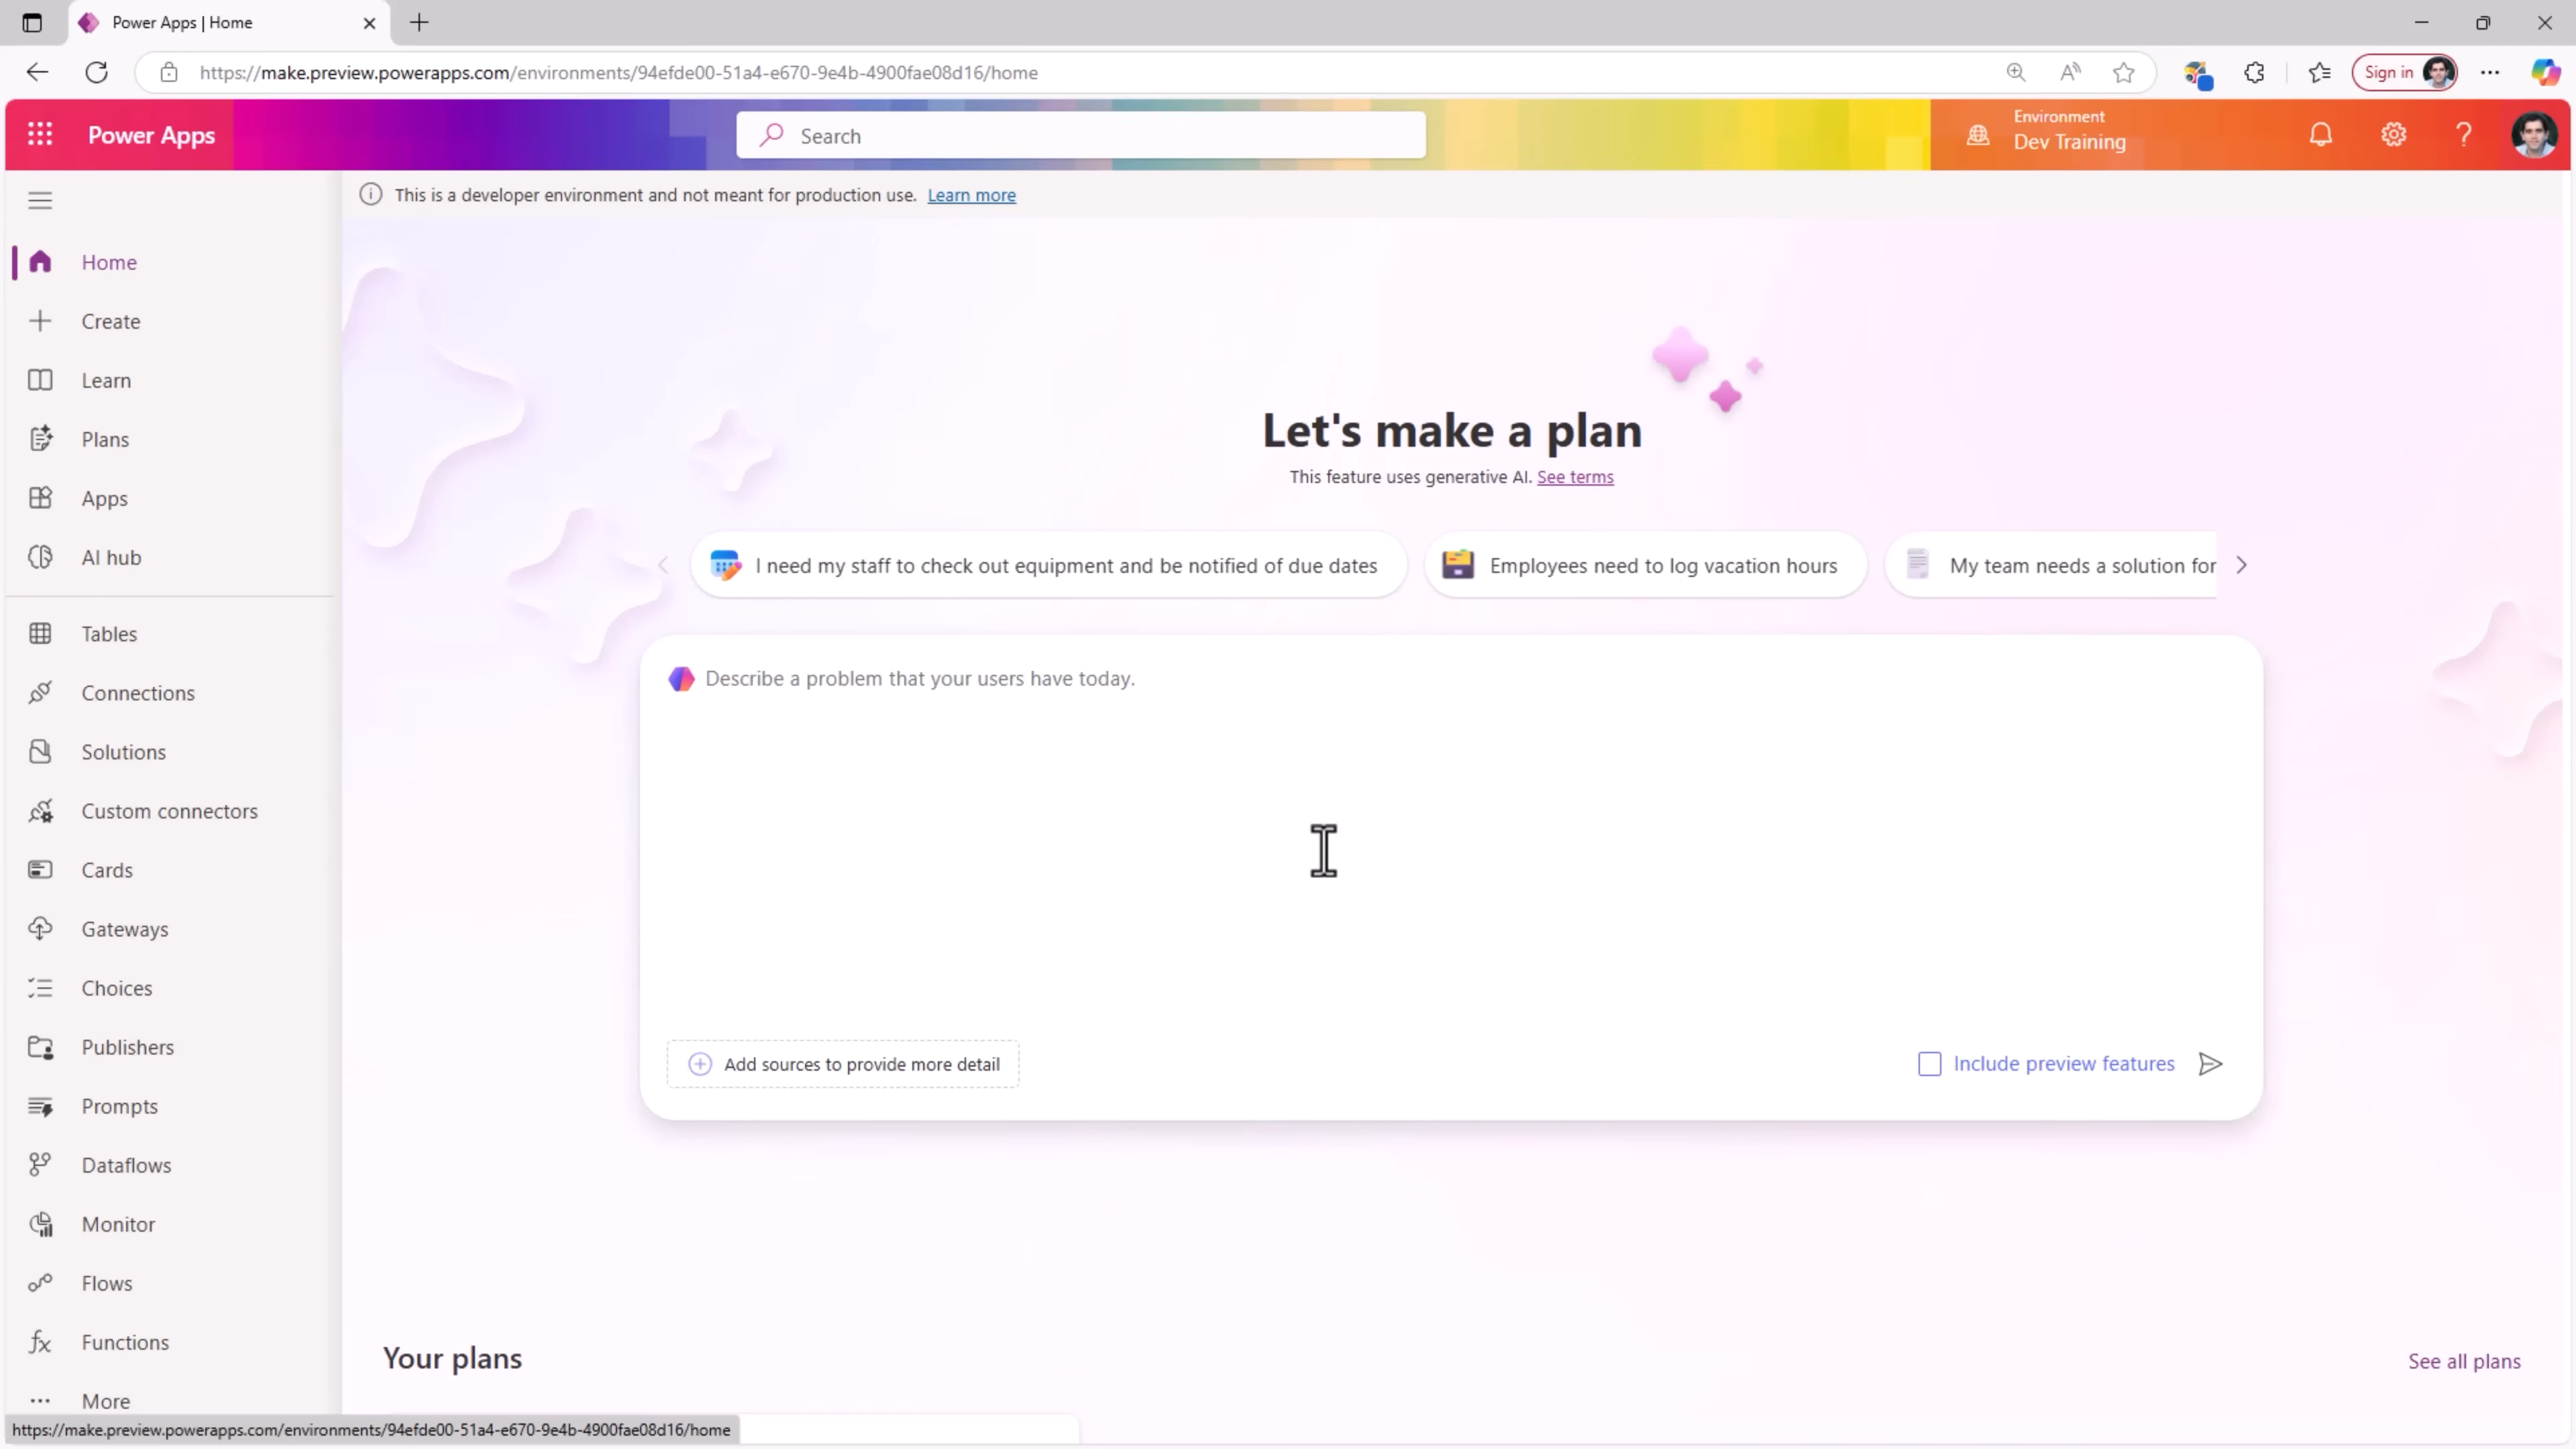 Power Apps | Home
https://make.preview.powerapps.com/environments/94efde00-51a4-e670-9e4b-4900fae08d16/home
Sign in
Power Apps
Search
Environment
Dev Training
This is a developer environment and not meant for production use. Learn more
Home
Create
Learn
Plans
Apps
AI hub
Tables
Connections
Solutions
Custom connectors
Cards
Gateways
Choices
Publishers
Prompts
Dataflows
Monitor
Flows
Functions
More
Let's make a plan
This feature uses generative AI. See terms
I need my staff to check out equipment and be notified of due dates
Employees need to log vacation hours
My team needs a solution for
Describe a problem that your users have today.
Add sources to provide more detail
Include preview features
Your plans
See all plans
https://make.preview.powerapps.com/environments/94efde00-51a4-e670-9e4b-4900fae08d16/home